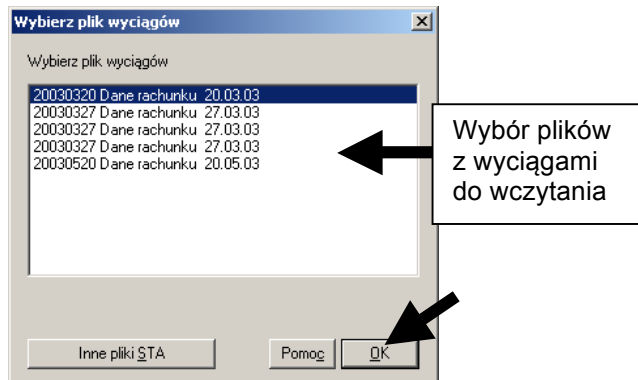 Wybierz plik wyciągów
Wybierz plik wyciągów
20030320 Dane rachunku 20.03.03
20030327 Dane rachunku 27.03.03
20030327 Dane rachunku 27.03.03
20030327 Dane rachunku 27.03.03
20030520 Dane rachunku 20.05.03
Wybór plików
z wyciągami
do wczytania
Inne pliki STA
Pomoc
OK